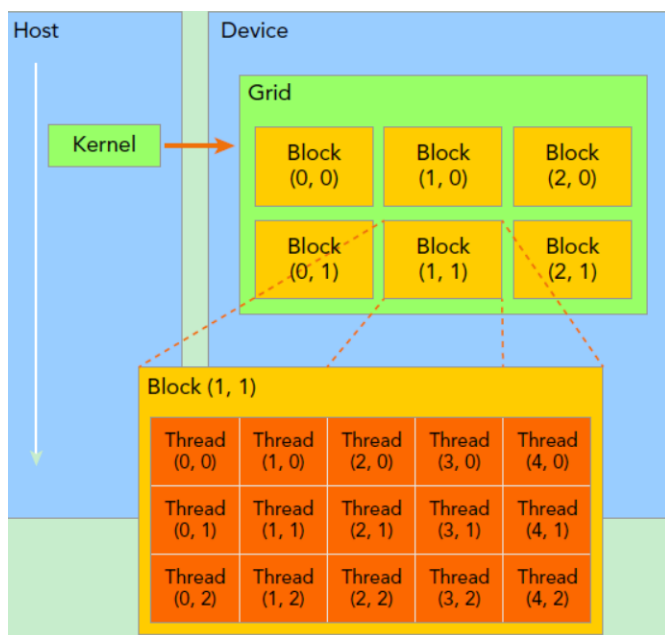 Host
Device
Grid
Kernel
Block
(0, 0)
Block
(1, 0)
Block
(2, 0)
Block
(0, 1)
Block
(1, 1)
Block
(2, 1)
Block (1, 1)
Thread
(0, 0)
Thread
(1, 0)
Thread
(2, 0)
Thread
(3, 0)
Thread
(4, 0)
Thread
(0, 1)
Thread
(1, 1)
Thread
(2, 1)
Thread
(3, 1)
Thread
(4, 1)
Thread
(0, 2)
Thread
(1, 2)
Thread
(2, 2)
Thread
(3, 2)
Thread
(4, 2)